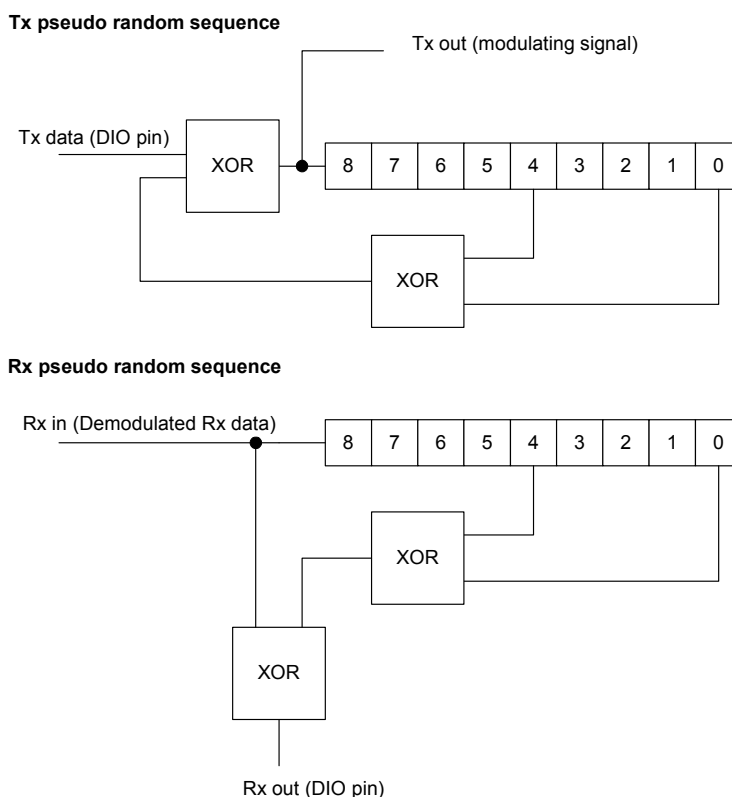 Tx pseudo random sequence
Tx out (modulating signal)
Tx data (DIO pin)
XOR
8 7 6 5 4 3 2 1 0
XOR
Rx pseudo random sequence
Rx in (Demodulated Rx data)
8 7 6 5 4 3 2 1 0
XOR
XOR
Rx out (DIO pin)